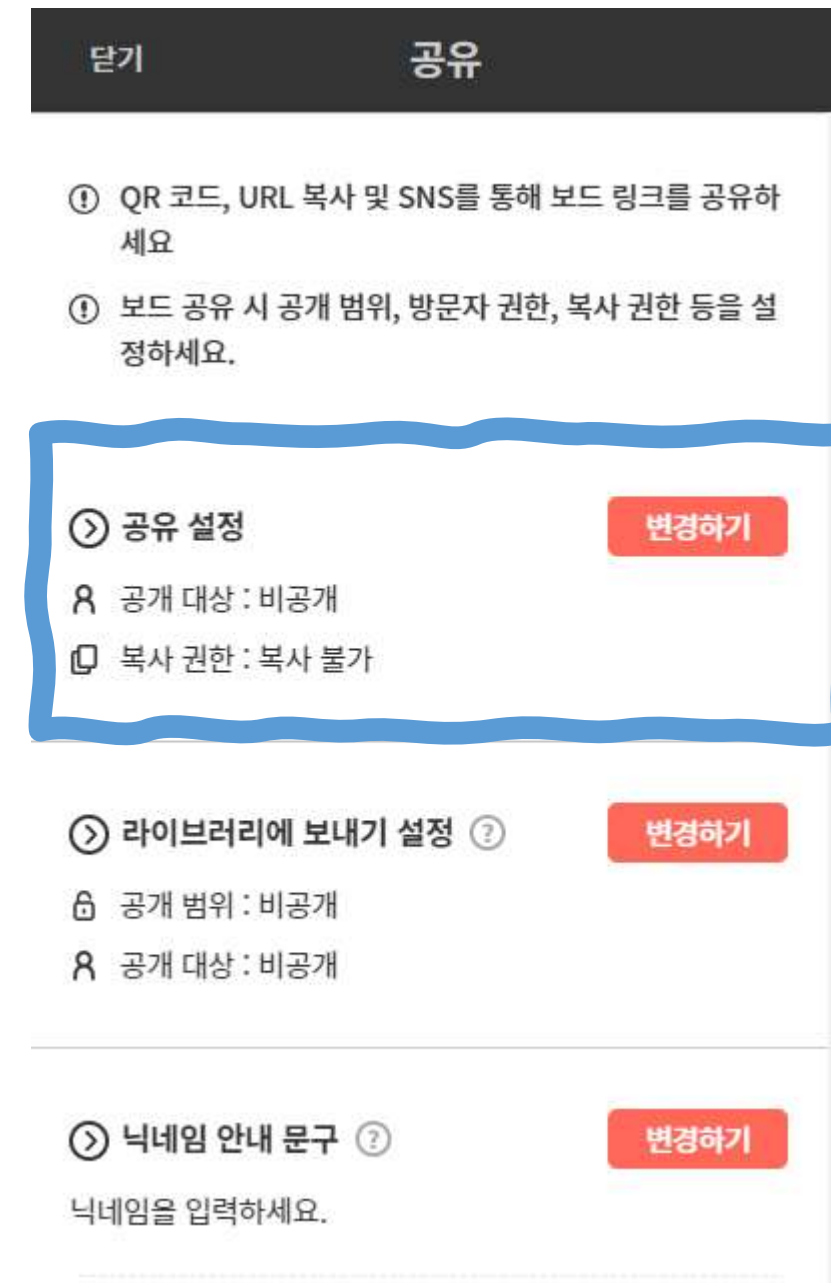 닫기 공유
QR 코드, URL 복사 및 SNS를 통해 보드 링크를 공유하
세요
보드 공유 시 공개 범위, 방문자 권한, 복사 권한 등을 설
정하세요.
공유 설정 변경하기
공개 대상 : 비공개
복사 권한 : 복사 불가
라이브러리에 보내기 설정 ? 변경하기
공개 범위 : 비공개
공개 대상 : 비공개
닉네임 안내 문구 ? 변경하기
닉네임을 입력하세요.